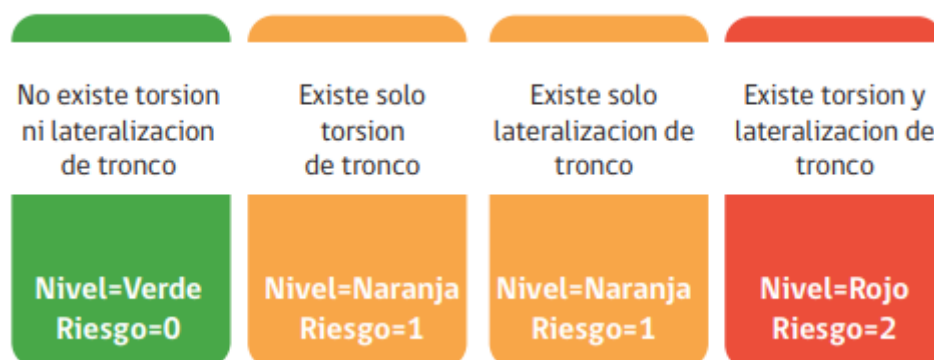 No existe torsion
ni lateralizacion
de tronco
Nivel=Verde
Riesgo=0
Existe solo
torsion
de tronco
Nivel=Naranja
Riesgo=1
Existe solo
lateralizacion de
tronco
Nivel=Naranja
Riesgo=1
Existe torsion y
lateralizacion de
tronco
Nivel=Rojo
Riesgo=2